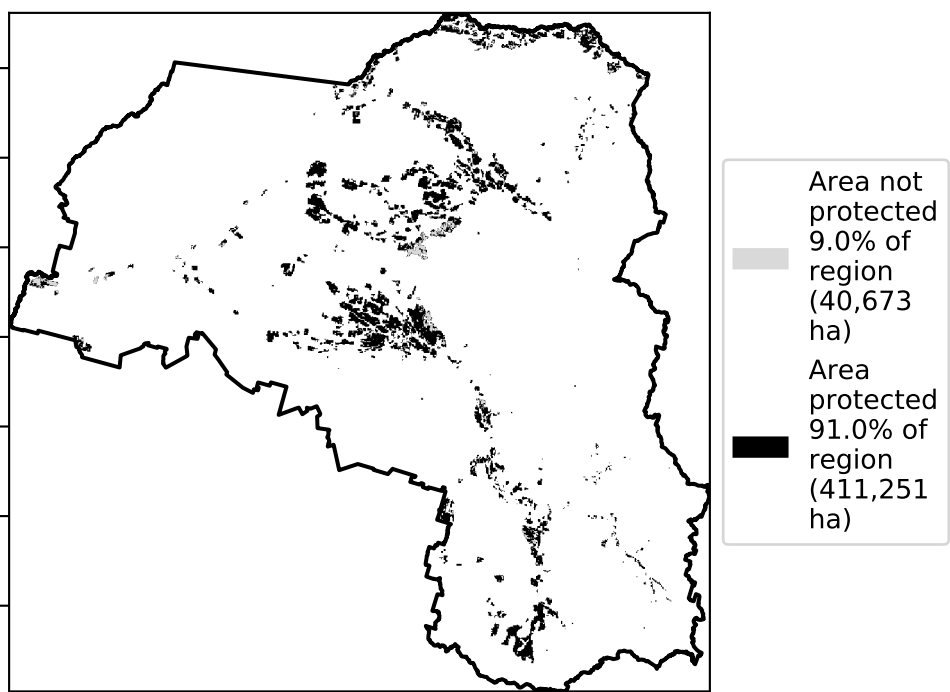 Area not
protected
9.0% of
region
(40,673
ha)
Area
protected
91.0% of
region
(411,251
ha)